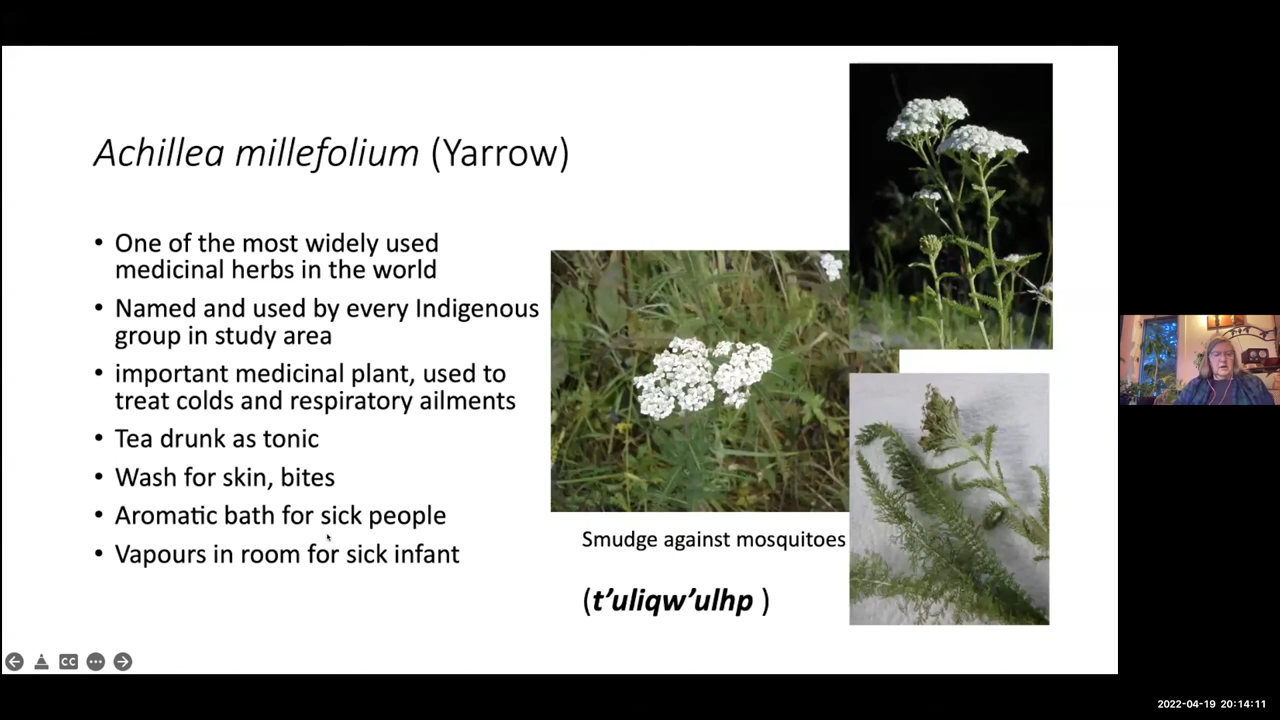 Achillea millefolium (Yarrow)
• One of the most widely used
medicinal herbs in the world
• Named and used by every Indigenous
group in study area
• important medicinal plant, used to
treat colds and respiratory ailments
• Tea drunk as tonic
• Wash for skin, bites
• Aromatic bath for sick people
• Vapours in room for sick infant
Smudge against mosquitoes
(t’uliqw’ulhp )
CC
2022-04-19 20:14:11